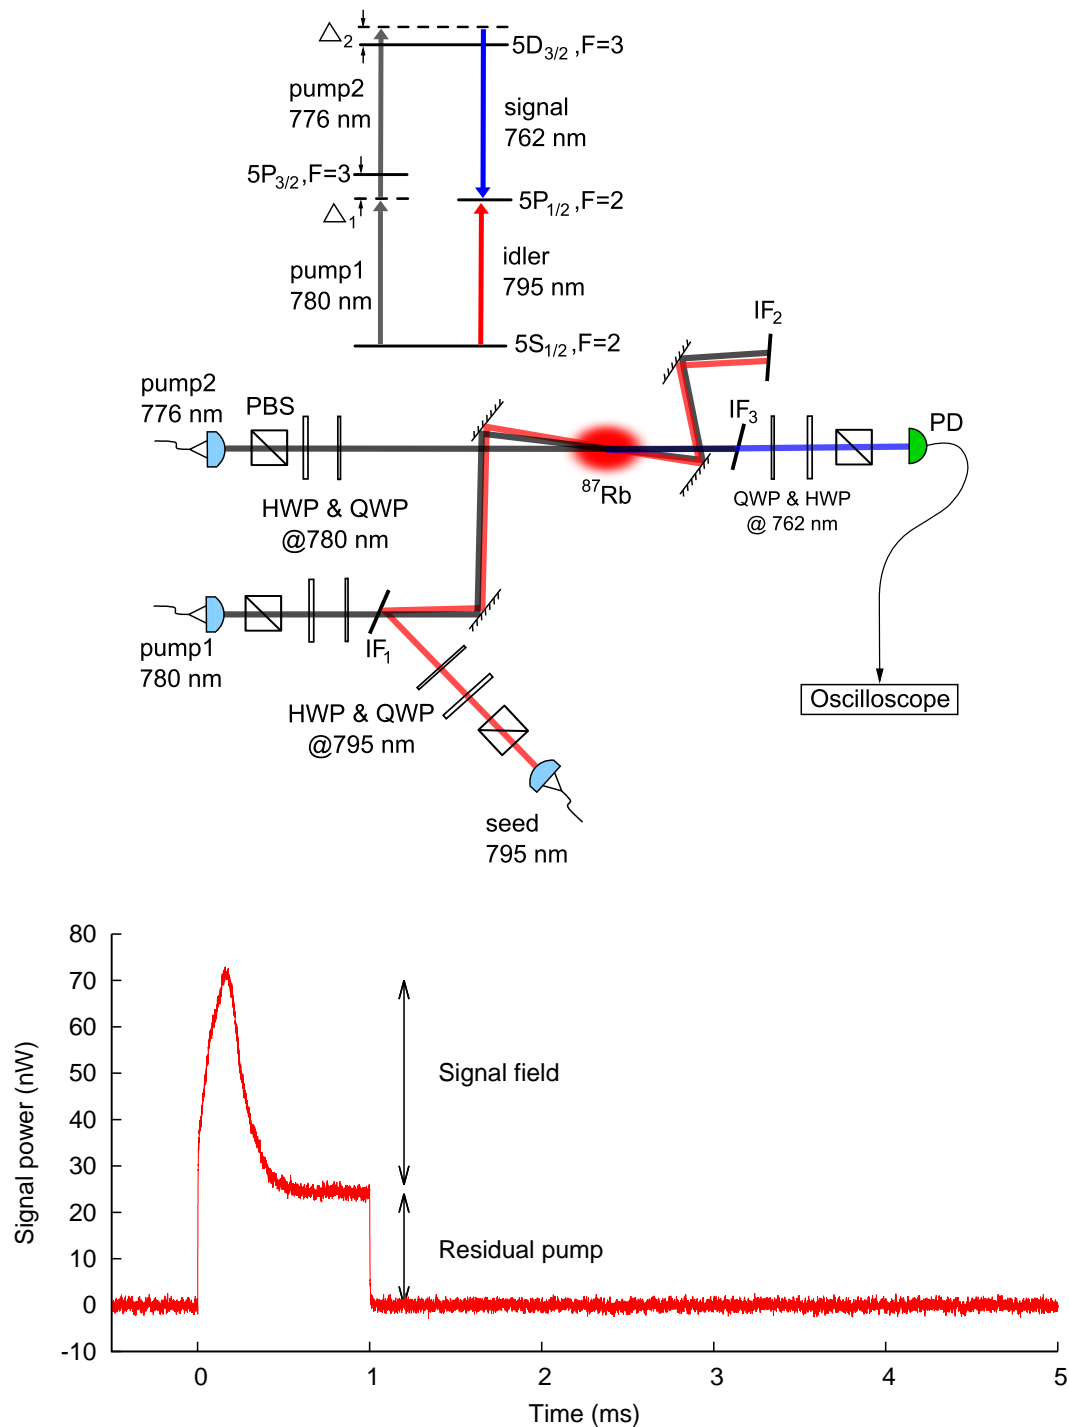 △2
5D3/2 ,F=3
pump2
776 nm
signal
762 nm
5P3/2,F=3
5P1/2,F=2
△1
idler
795 nm
pump1
780 nm
5S1/2,F=2
IF2
pump2
776 nm
PBS
IF3
PD
87Rb
HWP & QWP
@780 nm
QWP & HWP
@ 762 nm
pump1
780 nm
IF1
HWP & QWP
@795 nm
Oscilloscope
seed
795 nm
80
70
60
50
40
30
20
10
0
-10
Signal power (nW)
Signal field
Residual pump
0 1 2 3 4 5
Time (ms)